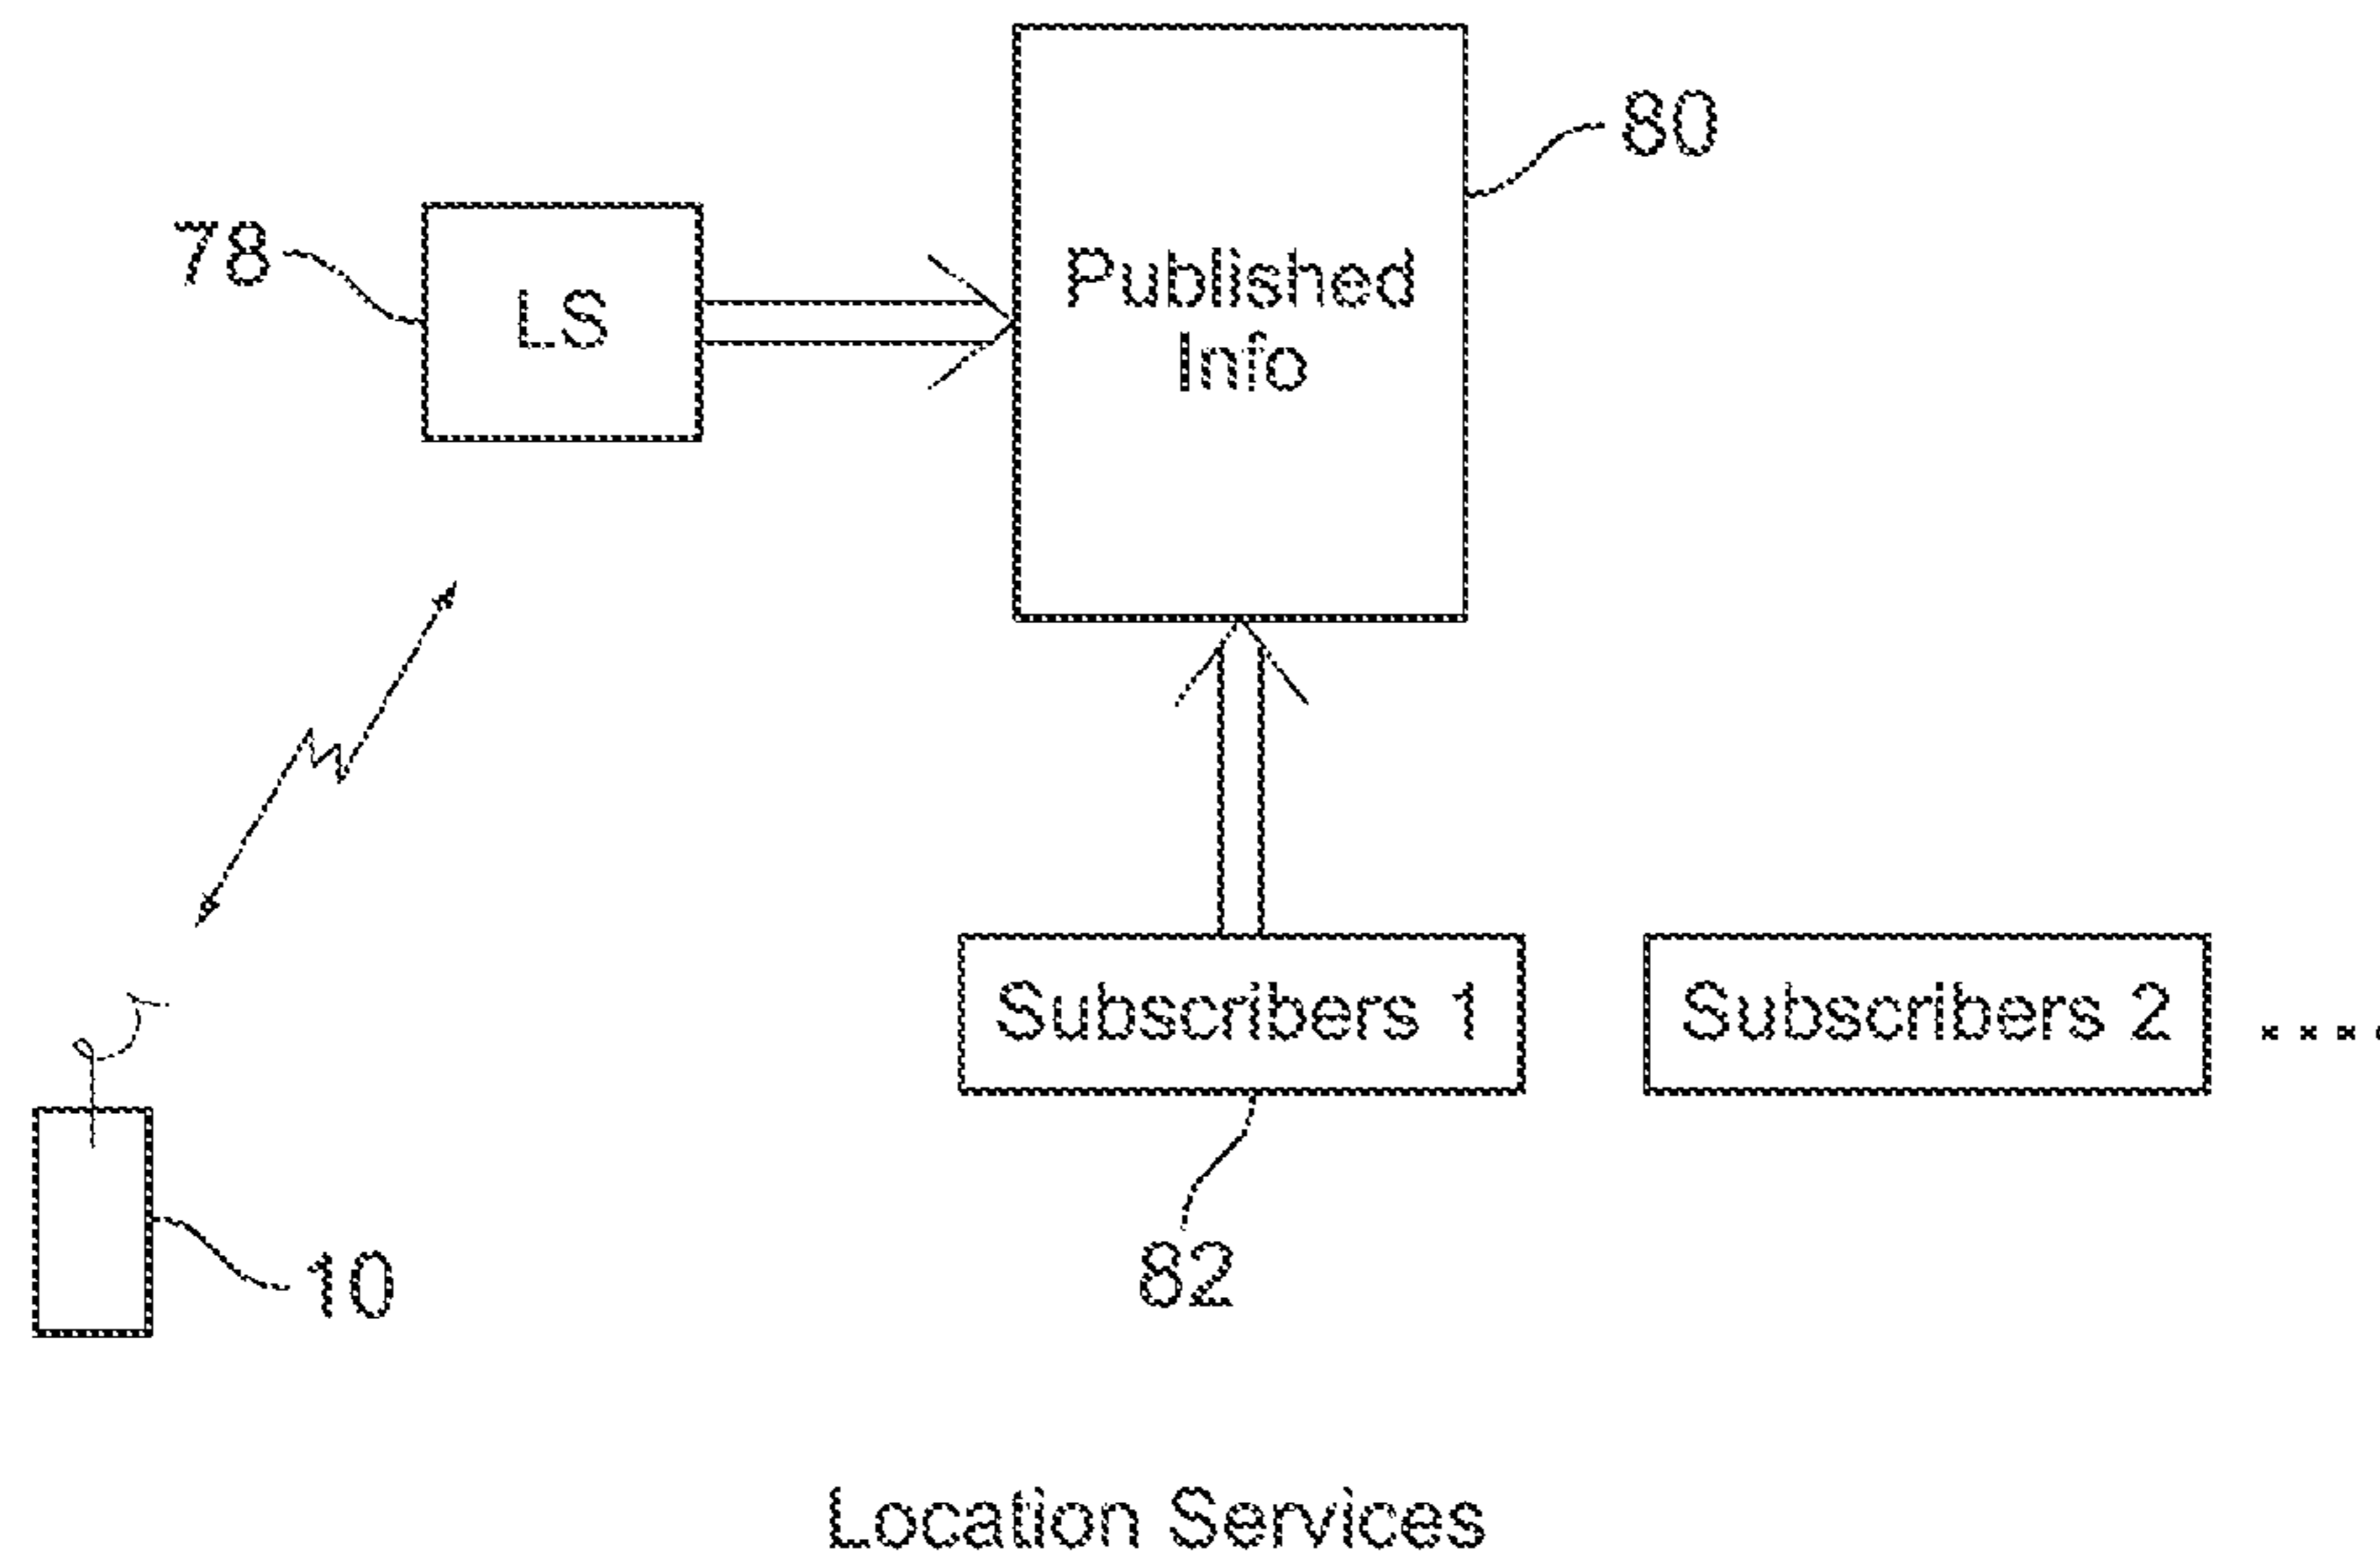 80
78
LS
Published
Info
Subscribers 1
Subscribers 2 ....
10
82
Location Services